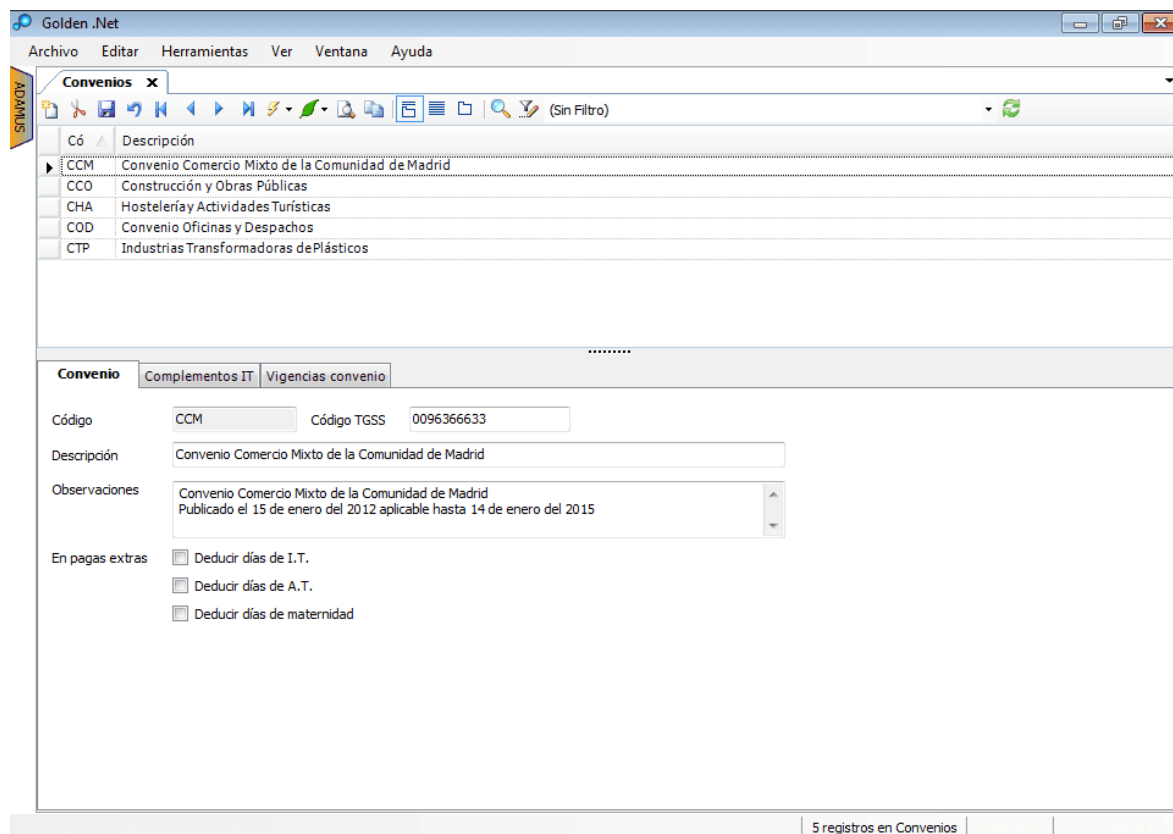 Golden .Net
Archivo Editar Herramientas Ver Ventana Ayuda
ADAMUS
Convenios X
(Sin Filtro)
Có Descripción
CCM Convenio Comercio Mixto de la Comunidad de Madrid
CCO Construcción y Obras Públicas
CHA Hostelería y Actividades Turísticas
COD Convenio Oficinas y Despachos
CTP Industrias Transformadoras de Plásticos
Convenio Complementos IT Vigencias convenio
Código CCM Código TGSS 0096366633
Descripción Convenio Comercio Mixto de la Comunidad de Madrid
Observaciones Convenio Comercio Mixto de la Comunidad de Madrid
Publicado el 15 de enero del 2012 aplicable hasta 14 de enero del 2015
En pagas extras Deducir días de I.T.
Deducir días de A.T.
Deducir días de maternidad
5 registros en Convenios